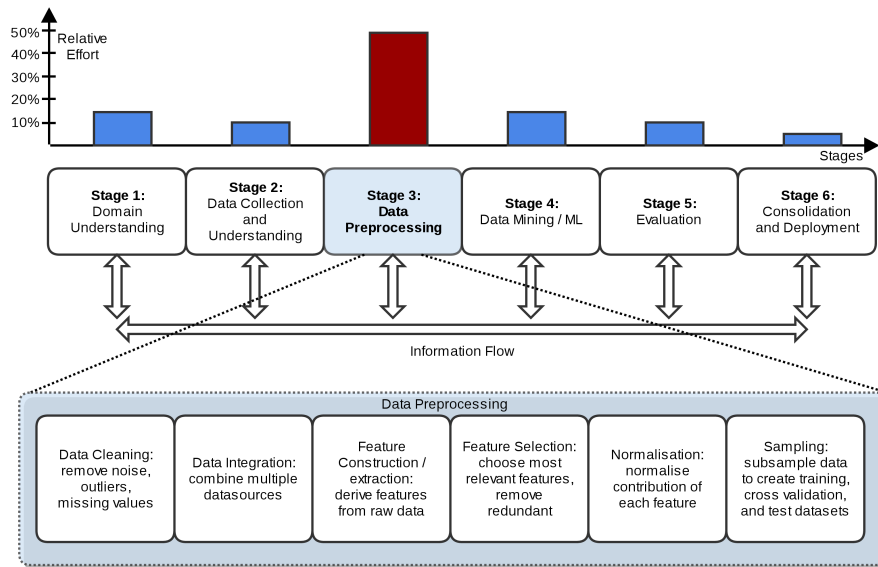 50%
40%
30%
20%
10%
Relative
Effort
Stages
Stage 1:
Domain
Understanding
Stage 2:
Data Collection
and
Understanding
Stage 3:
Data
Preprocessing
Stage 4:
Data Mining / ML
Stage 5:
Evaluation
Stage 6:
Consolidation
and Deployment
Information Flow
Data Preprocessing
Data Cleaning:
remove noise,
outliers,
missing values
Data Integration:
combine multiple
datasources
Feature
Construction /
extraction:
derive features
from raw data
Feature Selection:
choose most
relevant features,
remove
redundant
Normalisation:
normalise
contribution of
each feature
Sampling:
subsample data
to create training,
cross validation,
and test datasets